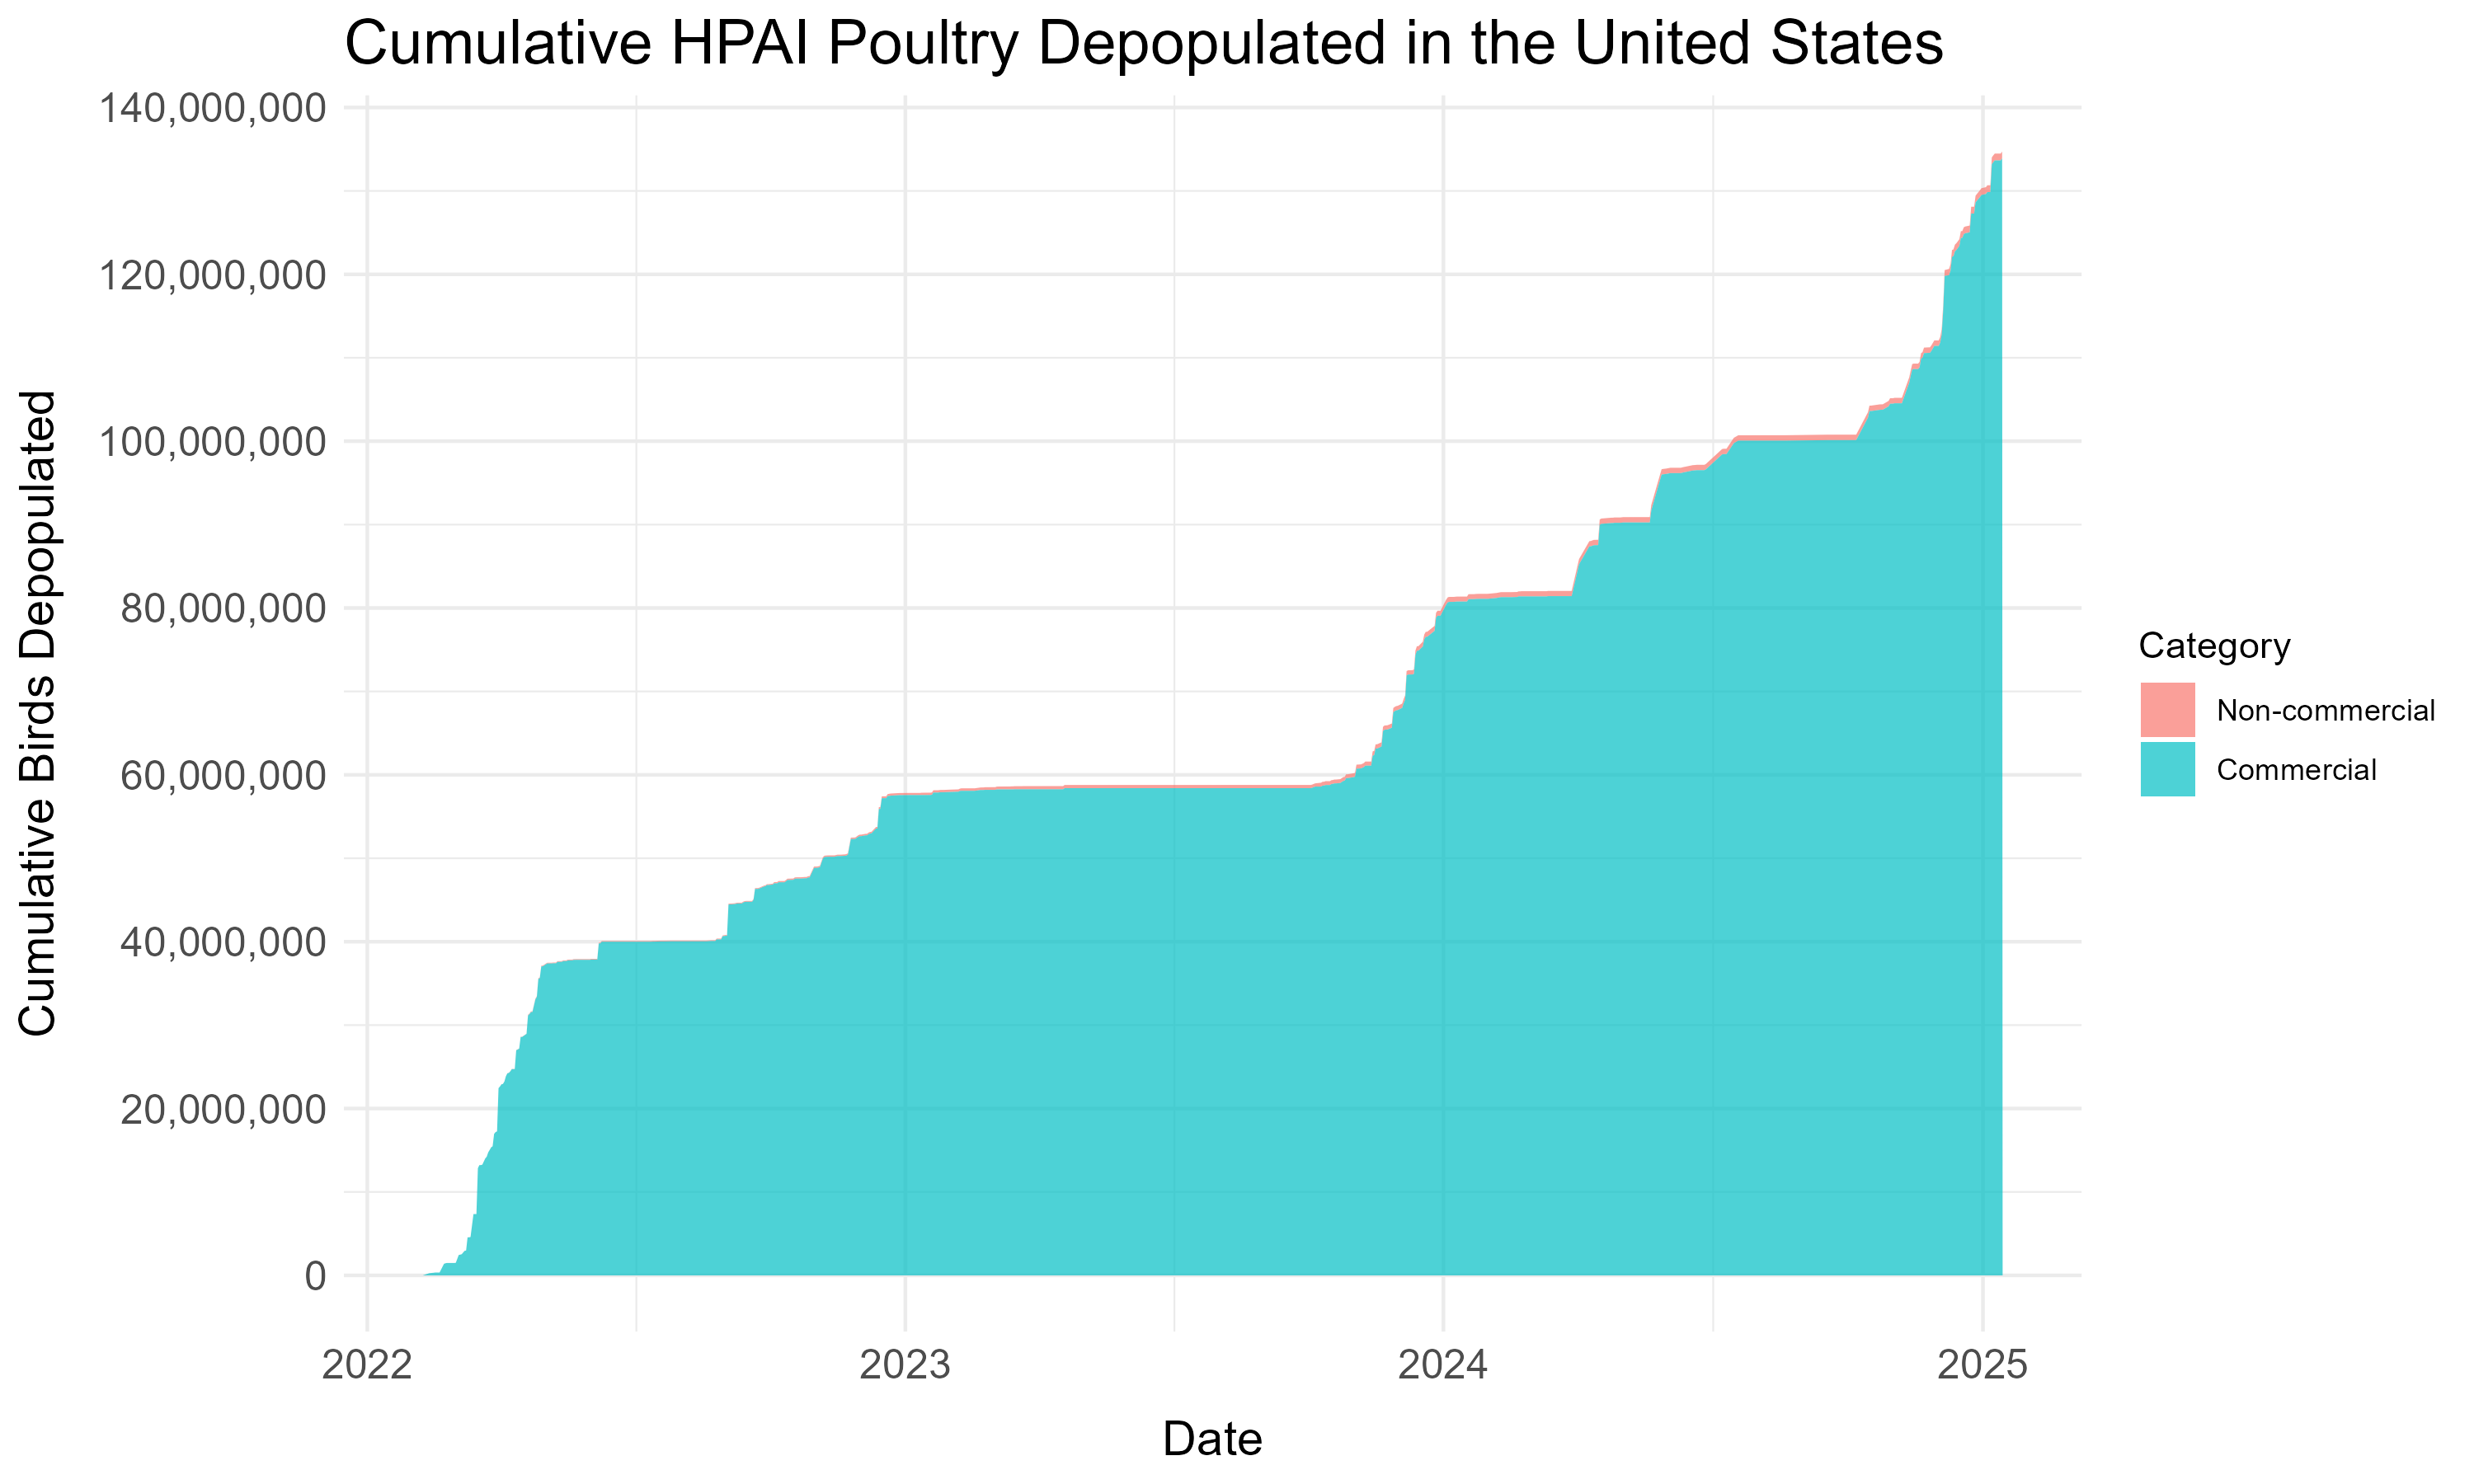 Cumulative HPAI Poultry Depopulated in the United States
140,000,000
120,000,000
100,000,000
80,000,000
60,000,000
40,000,000
20,000,000
0
Cumulative Birds Depopulated
2022
2023
2024
2025
Date
Category
Non-commercial
Commercial